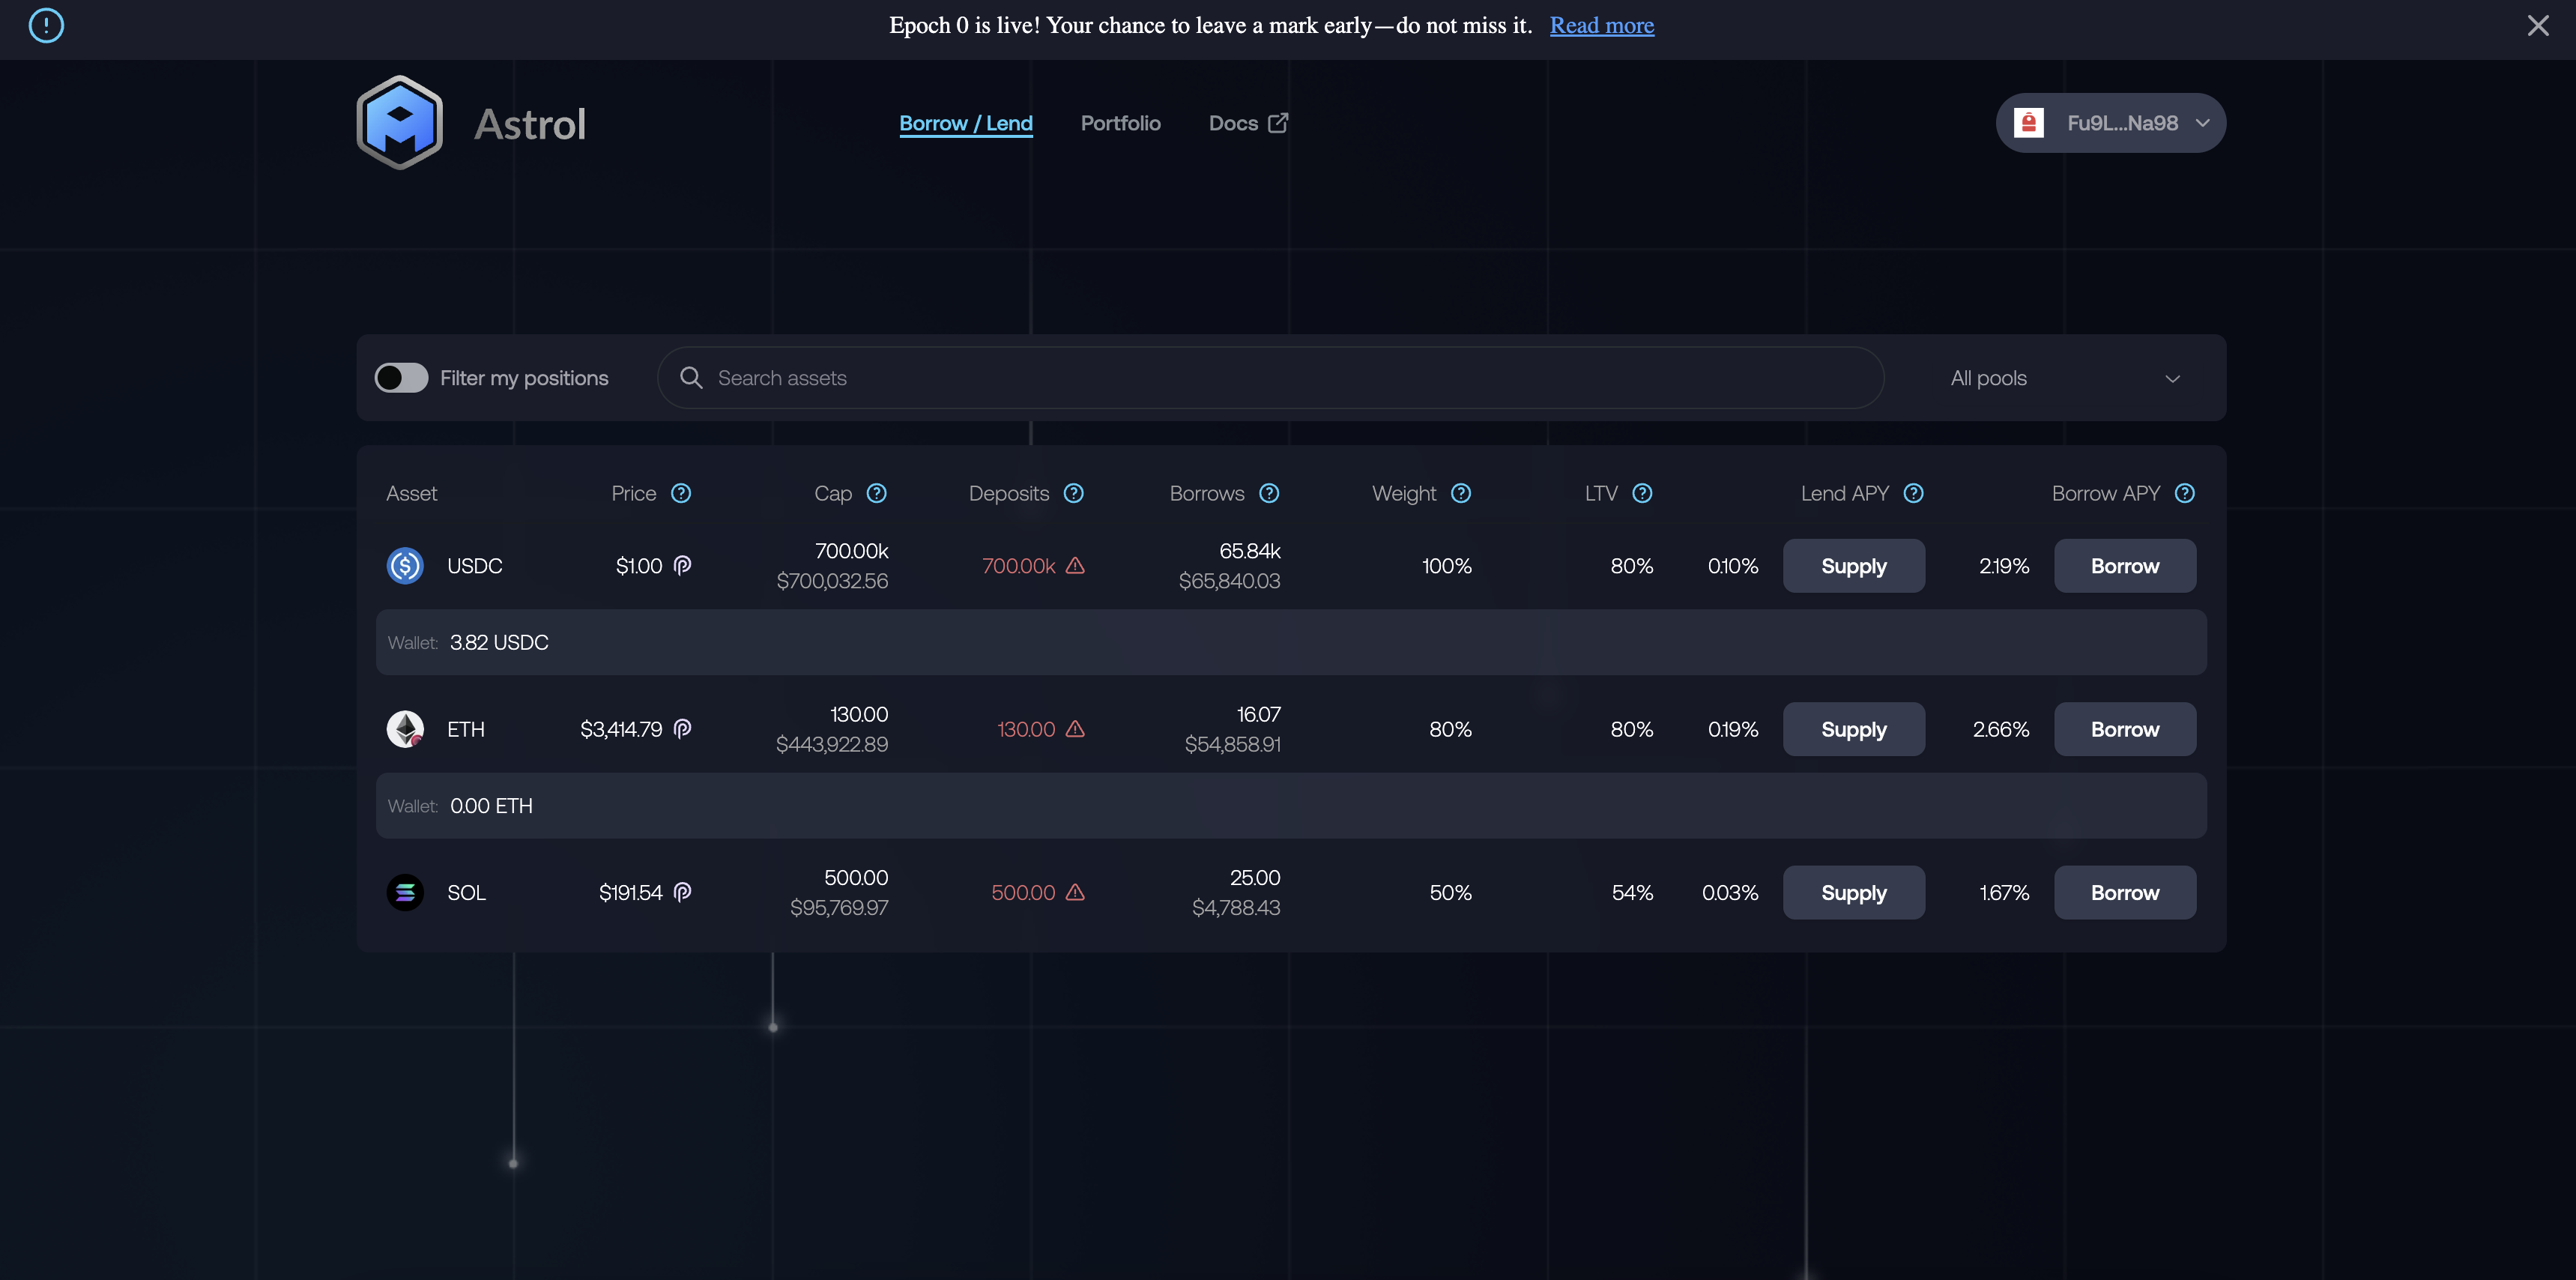 Epoch 0 is live! Your chance to leave a mark early—do not miss it. Read more
Astrol
Borrow / Lend Portfolio Docs
Fu9L...Na98
Filter my positions
Search assets
All pools
Asset Price Cap Deposits Borrows Weight LTV Lend APY Borrow APY
USDC $1.00 700.00k 700.00k 65.84k 100% 80% 0.10% Supply 2.19% Borrow
$700,032.56 $65,840.03
Wallet: 3.82 USDC
ETH $3,414.79 130.00 130.00 16.07 80% 80% 0.19% Supply 2.66% Borrow
$443,922.89 $54,858.91
Wallet: 0.00 ETH
SOL $191.54 500.00 500.00 25.00 50% 54% 0.03% Supply 1.67% Borrow
$95,769.97 $4,788.43